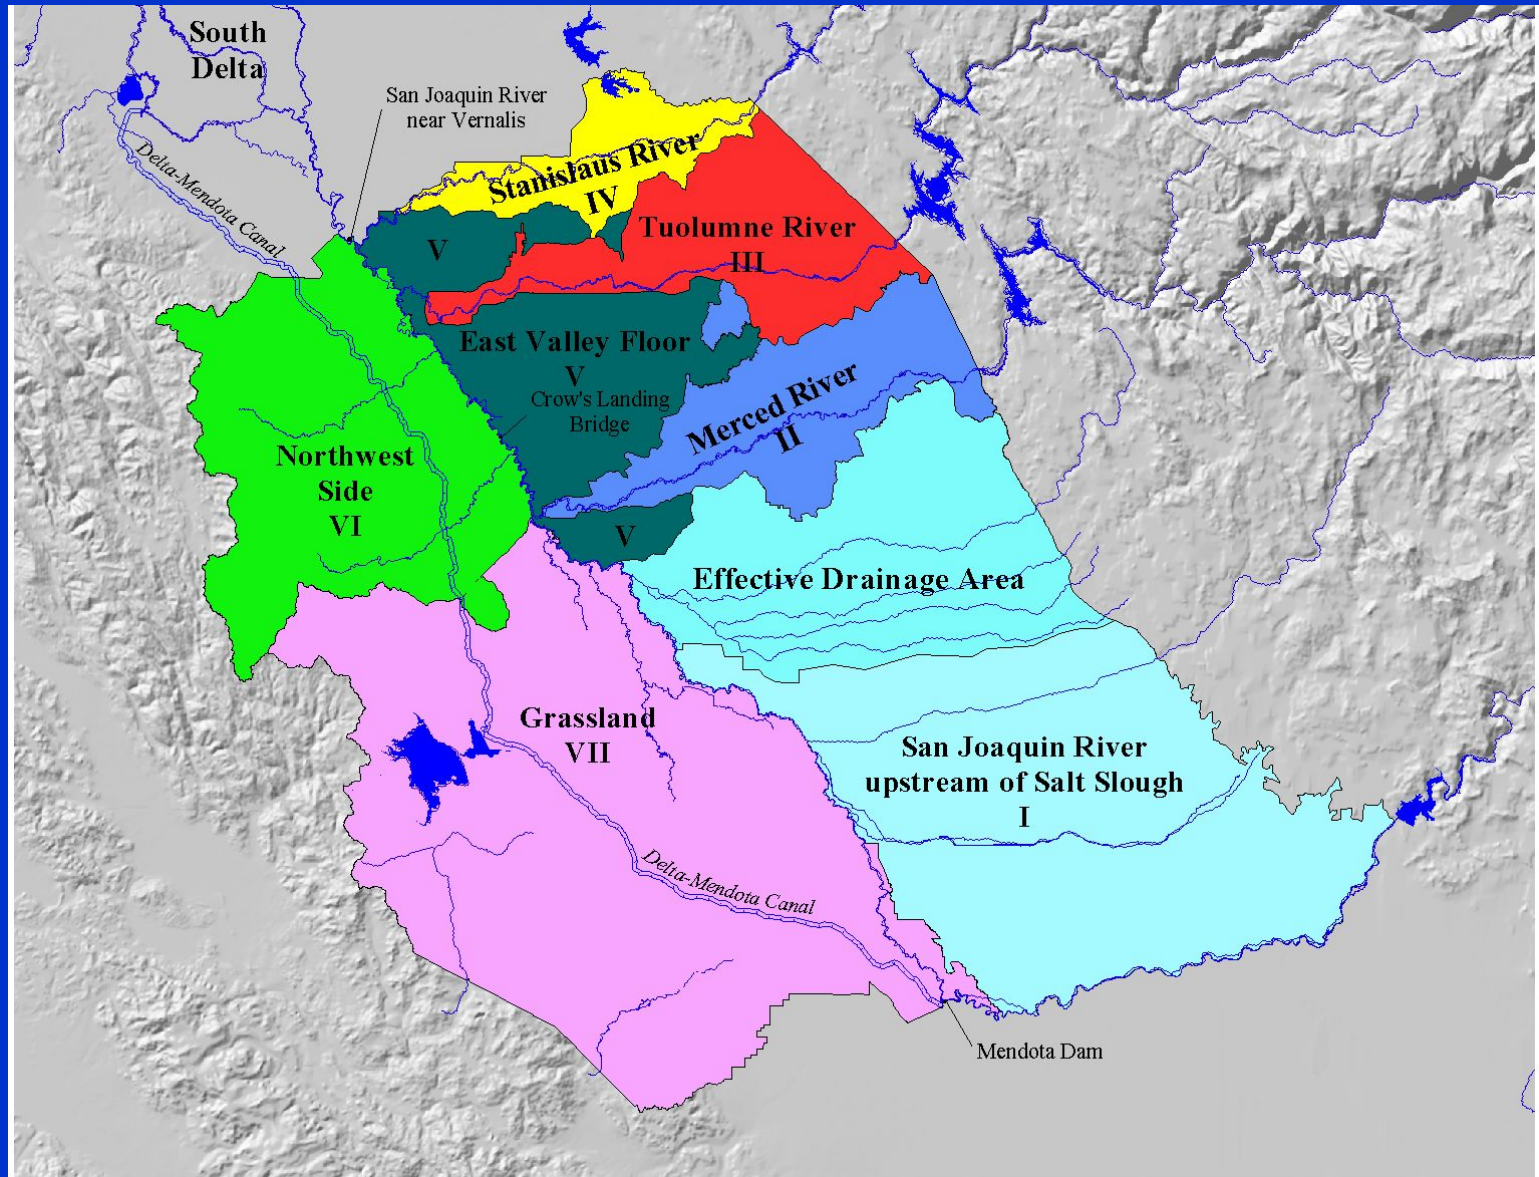 South
Delta
San Joaquin River
near Vernalis
Delta-Mendota Canal
Stanislaus River
IV
Tuolumne River
III
V
East Valley Floor
V
Crow's Landing
Bridge
Merced River
II
Northwest
Side
VI
V
Effective Drainage Area
Grassland
VII
San Joaquin River
upstream of Salt Slough
I
Delta-Mendota Canal
Mendota Dam